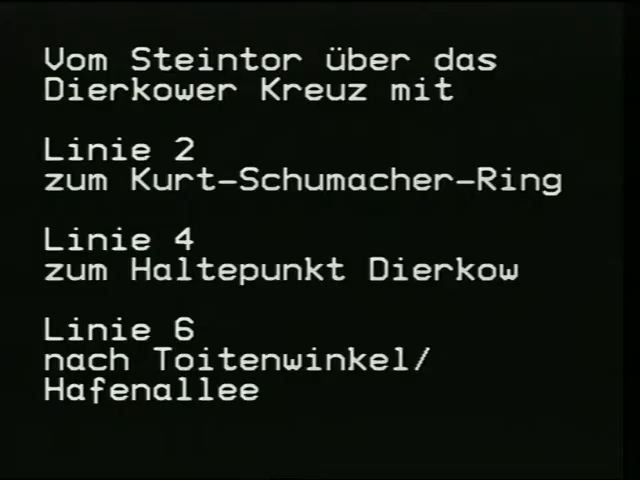 Vom Steintor über das
Dierkower Kreuz mit
Linie 2
zum Kurt-Schumacher-Ring
Linie 4
zum Haltepunkt Dierkow
Linie 6
nach Toitenwinkel/
Hafenallee